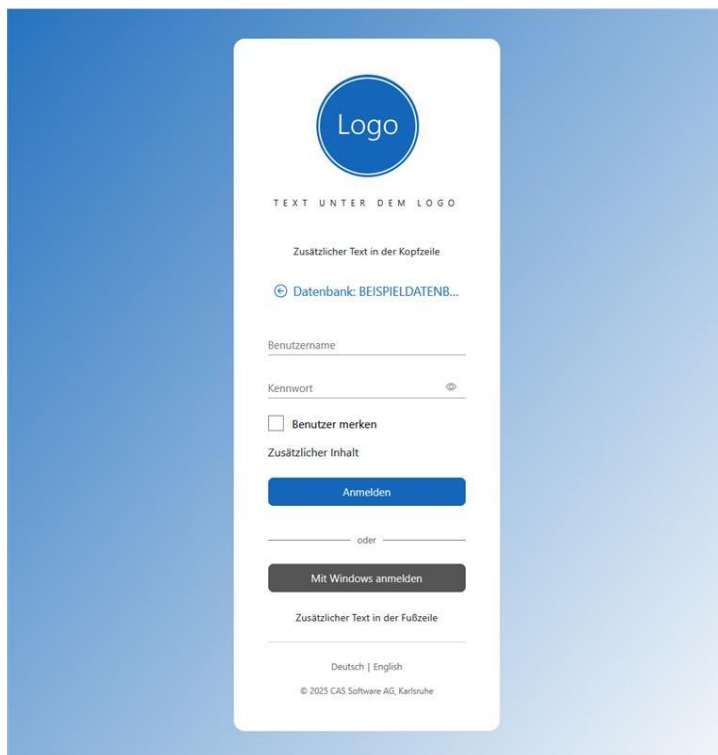 Logo
TEXT UNTER DEM LOGO
Zusätzlicher Text in der Kopfzeile
Datenbank: BEISPIELDATENB...
Benutzername
Kennwort
Benutzer merken
Zusätzlicher Inhalt
Anmelden
oder
Mit Windows anmelden
Zusätzlicher Text in der Fußzeile
Deutsch | English
© 2025 CAS Software AG, Karlsruhe